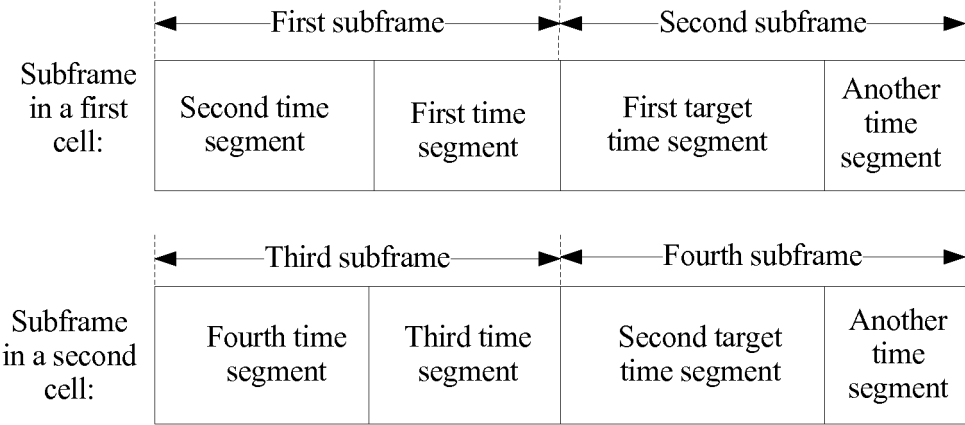 First subframe
Second subframe
Subframe
in a first
cell:
Second time
segment
First time
segment
First target
time segment
Another
time
segment
Third subframe
Fourth subframe
Subframe
in a second
cell:
Fourth time
segment
Third time
segment
Second target
time segment
Another
time
segment